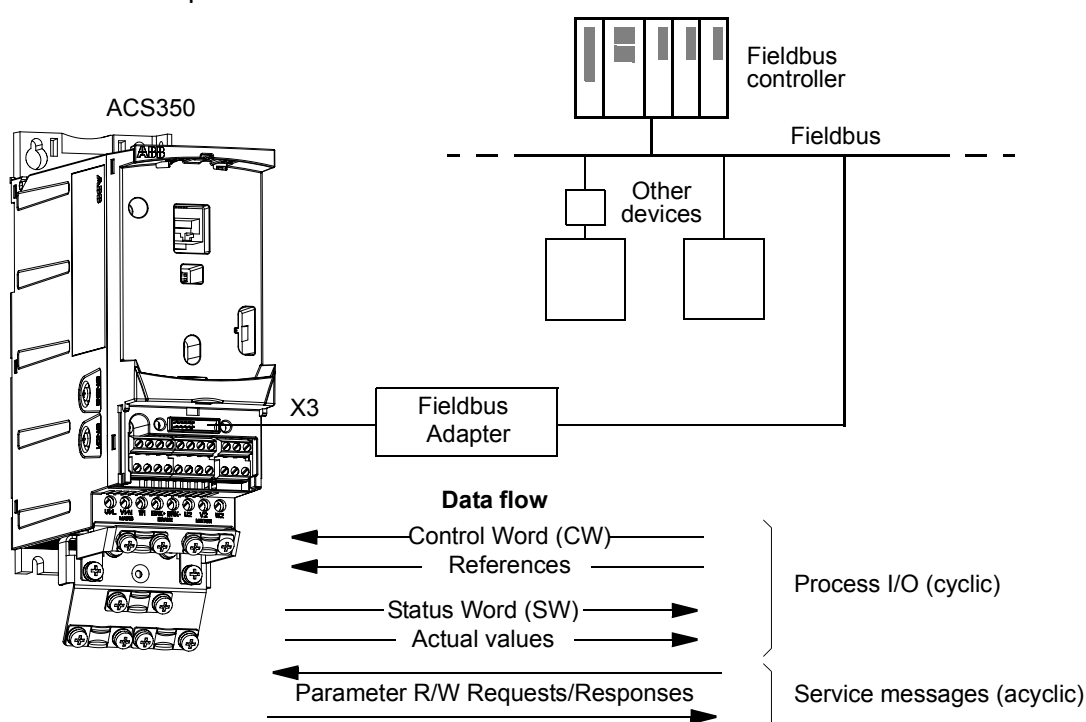 Fieldbus
controller
ACS350
ABB
Fieldbus
Other
devices
X3
Fieldbus
Adapter
Data flow
Control Word (CW)
References
Process I/O (cyclic)
Status Word (SW)
Actual values
Parameter R/W Requests/Responses
Service messages (acyclic)